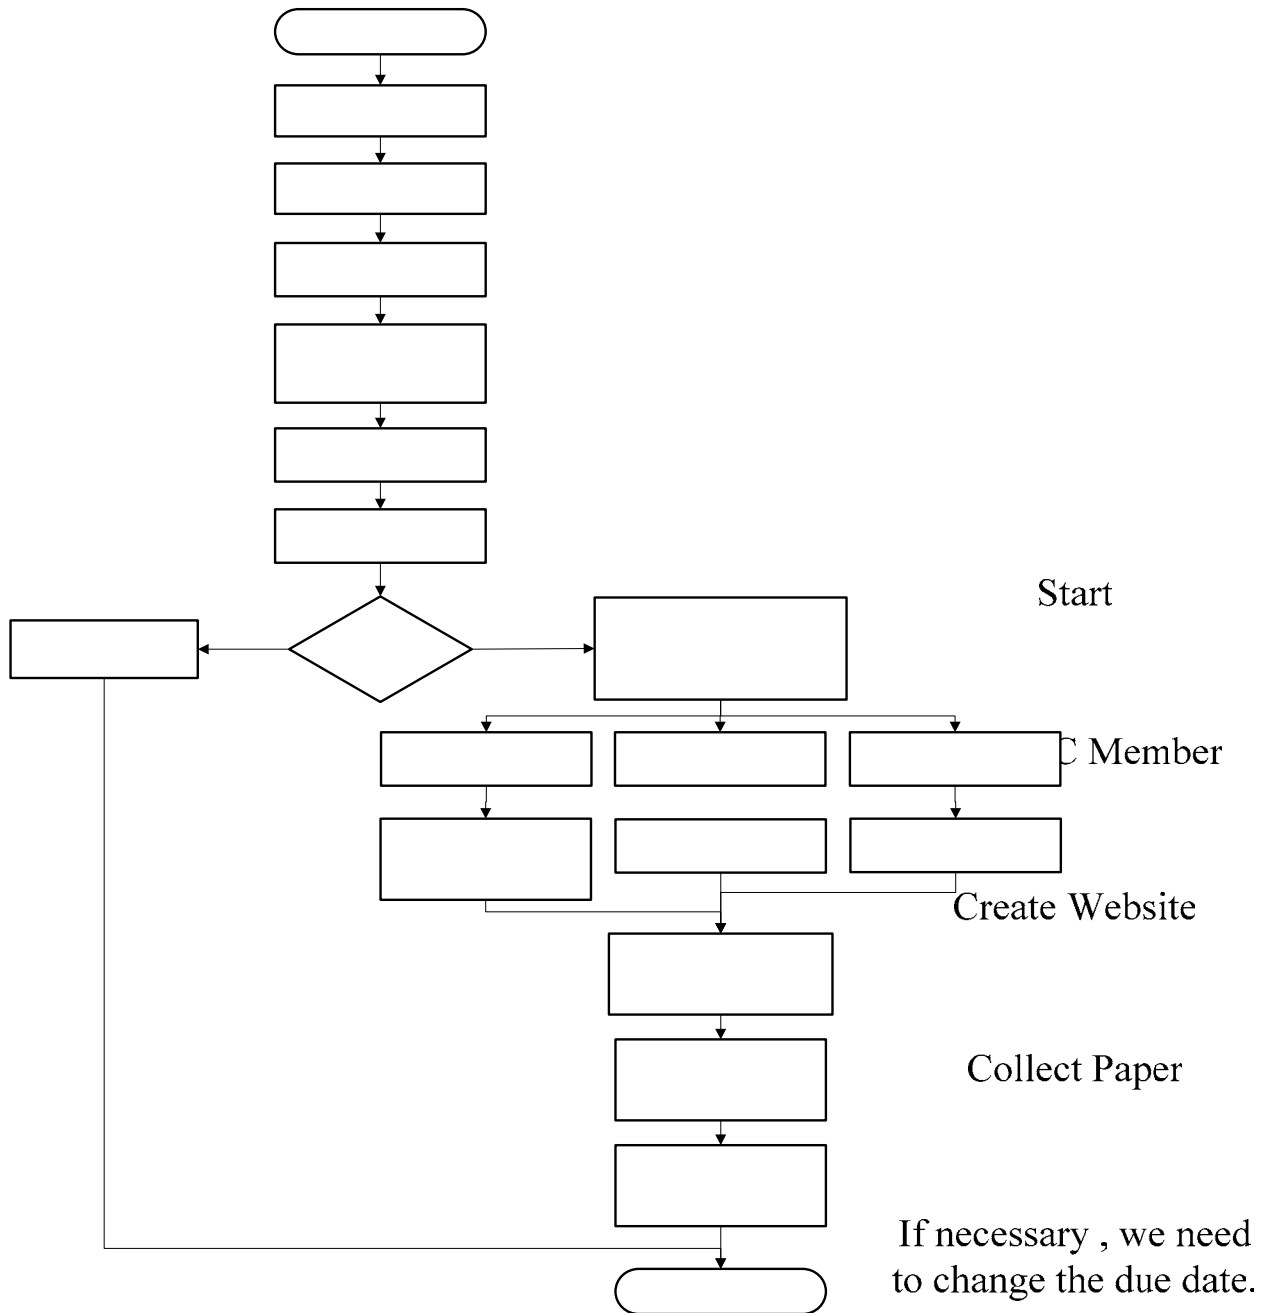 Start
C Member
Create Website
Collect Paper
If necessary , we need
to change the due date.